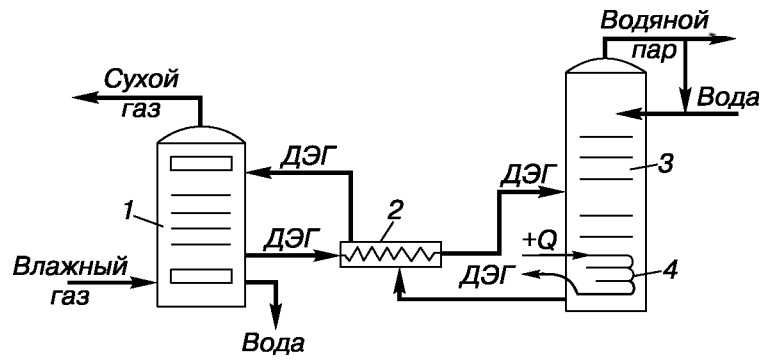 Водяной
пар
Сухой
газ
Вода
ДЭГ
ДЭГ
3
1
2
ДЭГ
+Q
4
ДЭГ
Влажный
газ
Вода